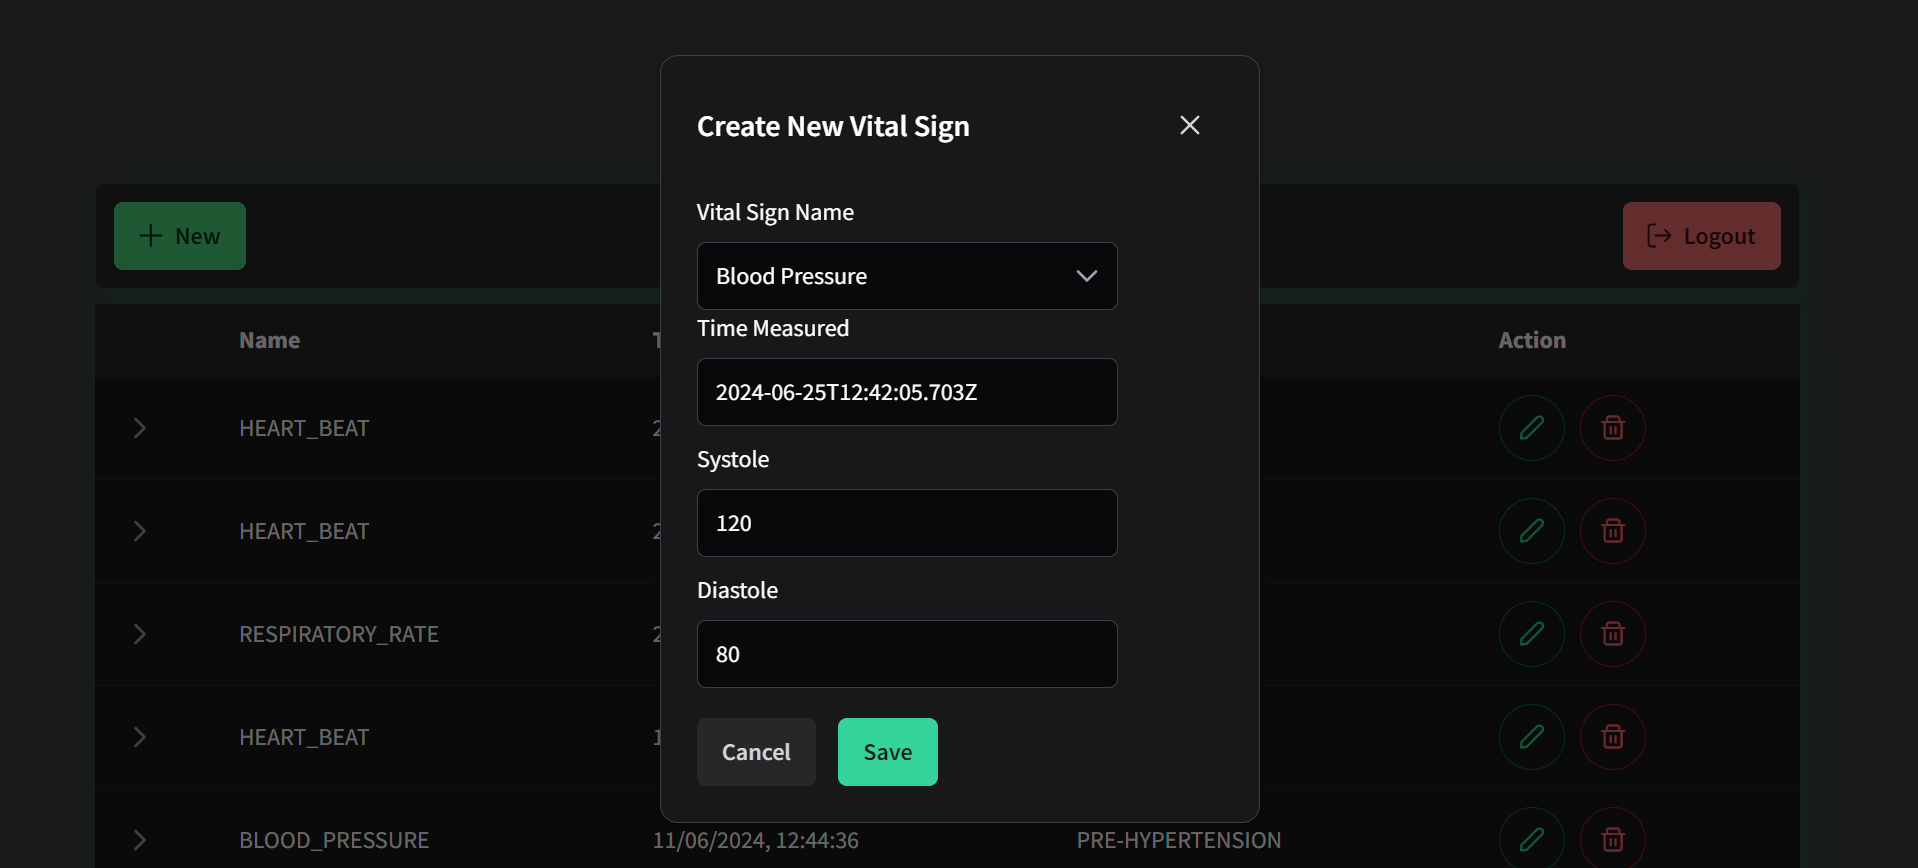 Create New Vital Sign
Vital Sign Name
Blood Pressure
Time Measured
2024-06-25T12:42:05.703Z
Systole
120
Diastole
80
Cancel
Save
New
Logout
Name
Action
HEART_BEAT
HEART_BEAT
RESPIRATORY_RATE
HEART_BEAT
BLOOD_PRESSURE 11/06/2024, 12:44:36 PRE-HYPERTENSION